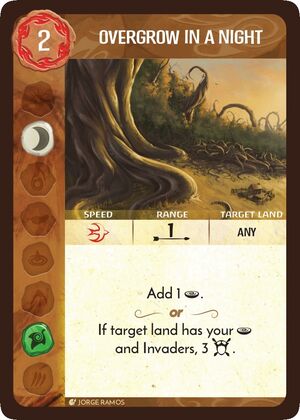 2
OVERGROW IN A NIGHT
SPEED RANGE TARGET LAND
1 ANY
Add 1 .
or
If target land has your
and Invaders, 3 .
JORGE RAMOS